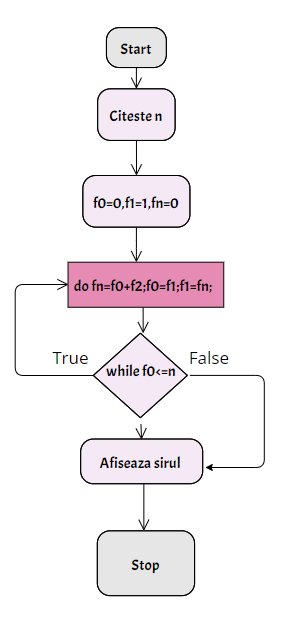 Start
Citeste n
f0=0,f1=1,fn=0
do fn=f0+f2;f0=f1;f1=fn;
while f0<=n
True
False
Afiseaza sirul
Stop